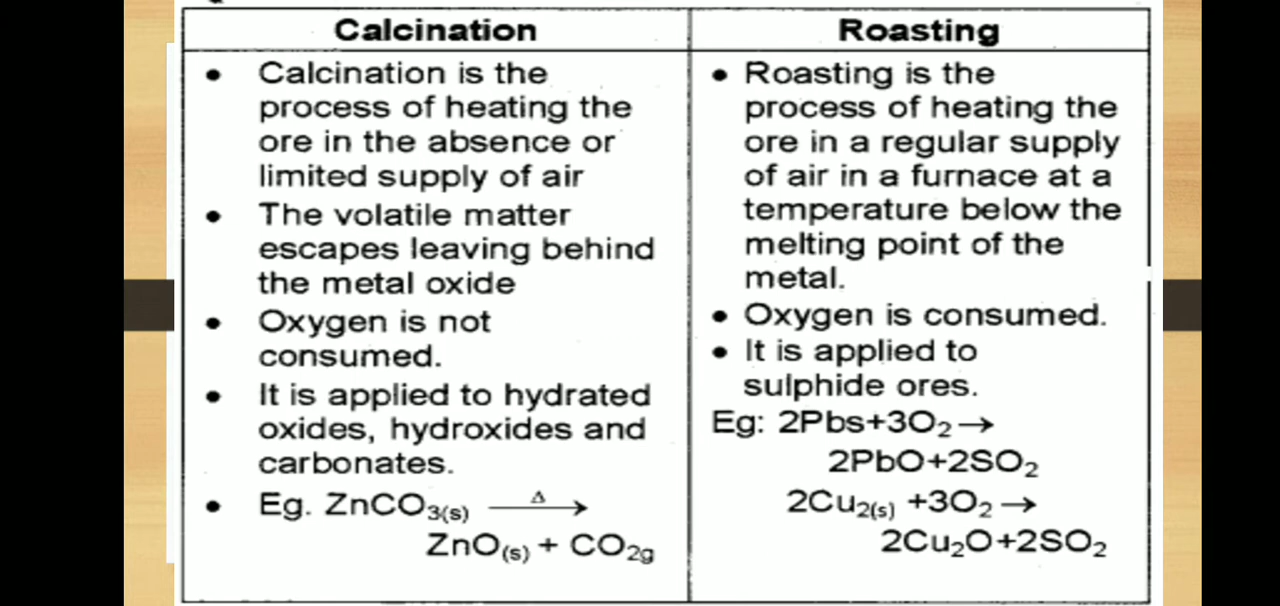 Calcination
Calcination is the
process of heating the
ore in the absence or
limited supply of air
The volatile matter
escapes leaving behind
the metal oxide
Oxygen is not
consumed.
It is applied to hydrated
oxides, hydroxides and
carbonates.
Eg. ZnCO₃(s) —Δ→
ZnO(s) + CO₂g
Roasting
Roasting is the
process of heating the
ore in a regular supply
of air in a furnace at a
temperature below the
melting point of the
metal.
Oxygen is consumed.
It is applied to
sulphide ores.
Eg: 2Pbs+3O₂→
2PbO+2SO₂
2Cu₂(s) +3O₂→
2Cu₂O+2SO₂